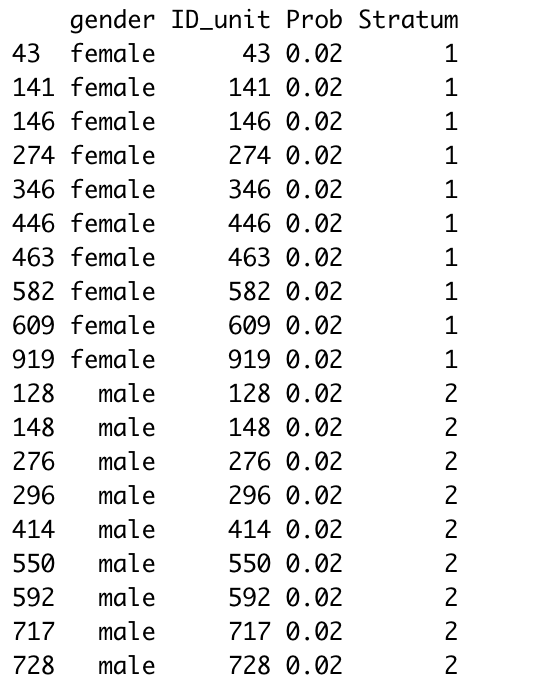 gender ID_unit Prob Stratum
43  female      43 0.02       1
141 female     141 0.02       1
146 female     146 0.02       1
274 female     274 0.02       1
346 female     346 0.02       1
446 female     446 0.02       1
463 female     463 0.02       1
582 female     582 0.02       1
609 female     609 0.02       1
919 female     919 0.02       1
128   male     128 0.02       2
148   male     148 0.02       2
276   male     276 0.02       2
296   male     296 0.02       2
414   male     414 0.02       2
550   male     550 0.02       2
592   male     592 0.02       2
717   male     717 0.02       2
728   male     728 0.02       2